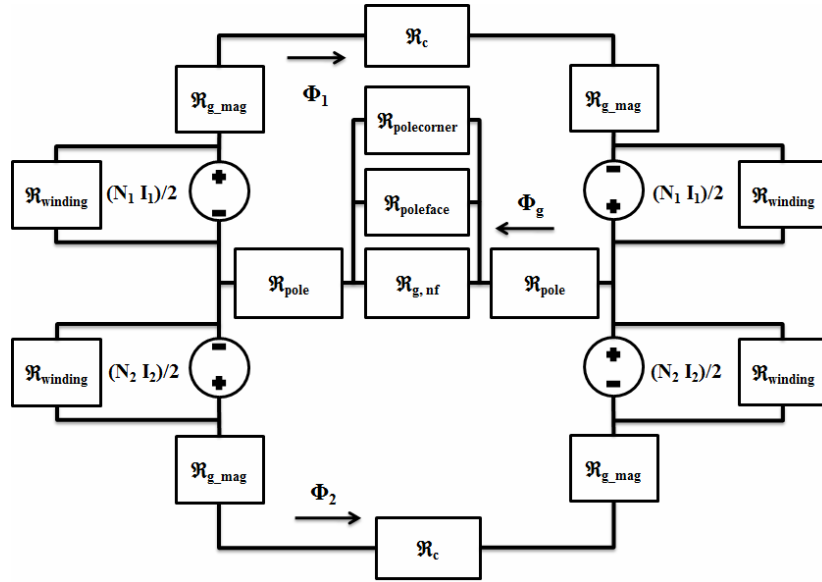 ℜc
Φ1
ℜg_mag
ℜg_mag
ℜpolecorner
ℜwinding
(N1 I1)/2
+
-
ℜpoleface
-
+
(N1 I1)/2
ℜwinding
Φg
ℜpole
ℜg, nf
ℜpole
ℜwinding
(N2 I2)/2
-
+
+
-
(N2 I2)/2
ℜwinding
ℜg_mag
ℜg_mag
Φ2
ℜc